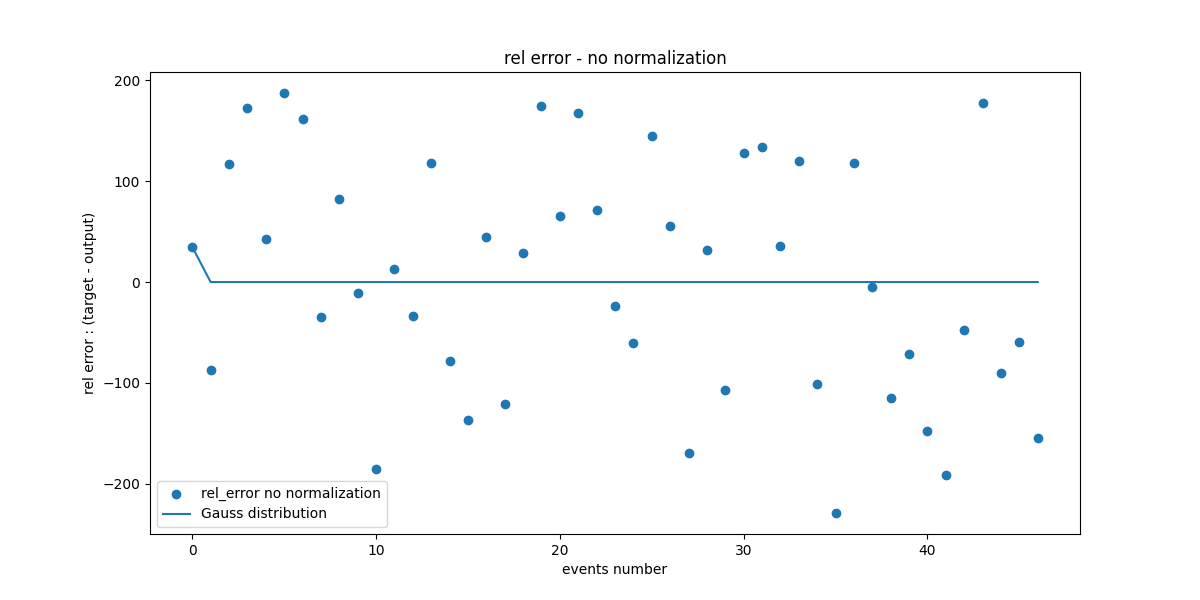 rel error - no normalization
rel error : (target - output)
200
100
0
−100
−200
rel_error no normalization
Gauss distribution
0 10 20 30 40
events number